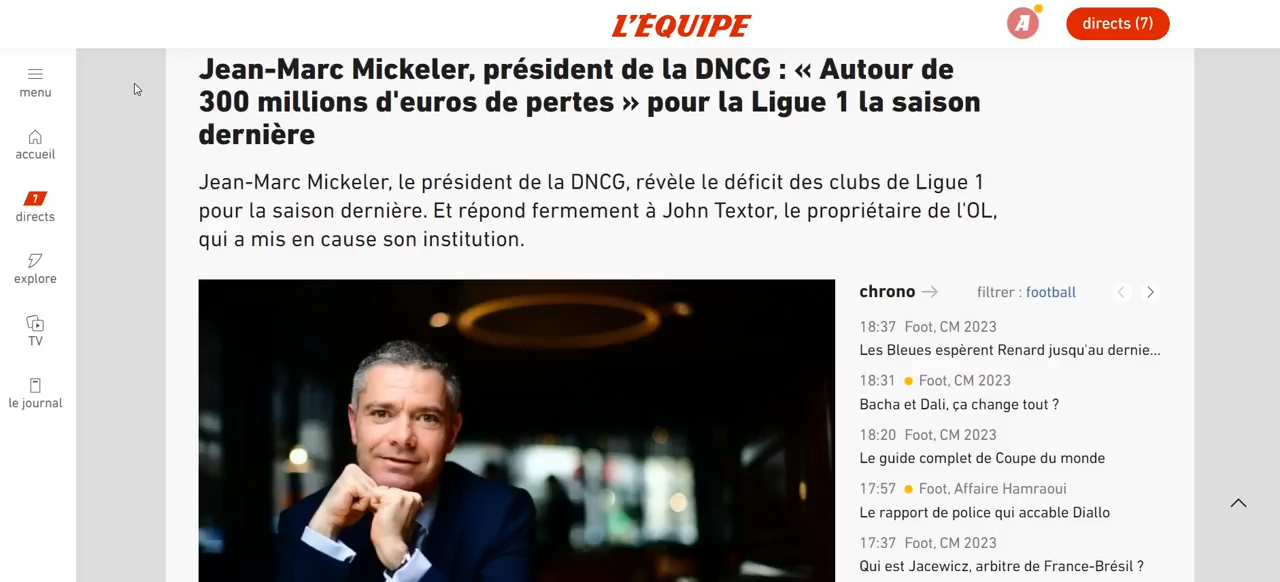 L'ÉQUIPE
A
directs (7)
menu
accueil
7
directs
explore
TV
le journal
Jean-Marc Mickeler, président de la DNCG : « Autour de
300 millions d'euros de pertes » pour la Ligue 1 la saison
dernière
Jean-Marc Mickeler, le président de la DNCG, révèle le déficit des clubs de Ligue 1
pour la saison dernière. Et répond fermement à John Textor, le propriétaire de l'OL,
qui a mis en cause son institution.
chrono
filtrer : football
18:37 Foot, CM 2023
Les Bleues espèrent Renard jusqu'au dernie...
18:31 Foot, CM 2023
Bacha et Dali, ça change tout ?
18:20 Foot, CM 2023
Le guide complet de Coupe du monde
17:57 Foot, Affaire Hamraoui
Le rapport de police qui accable Diallo
17:37 Foot, CM 2023
Qui est Jacewicz, arbitre de France-Brésil ?